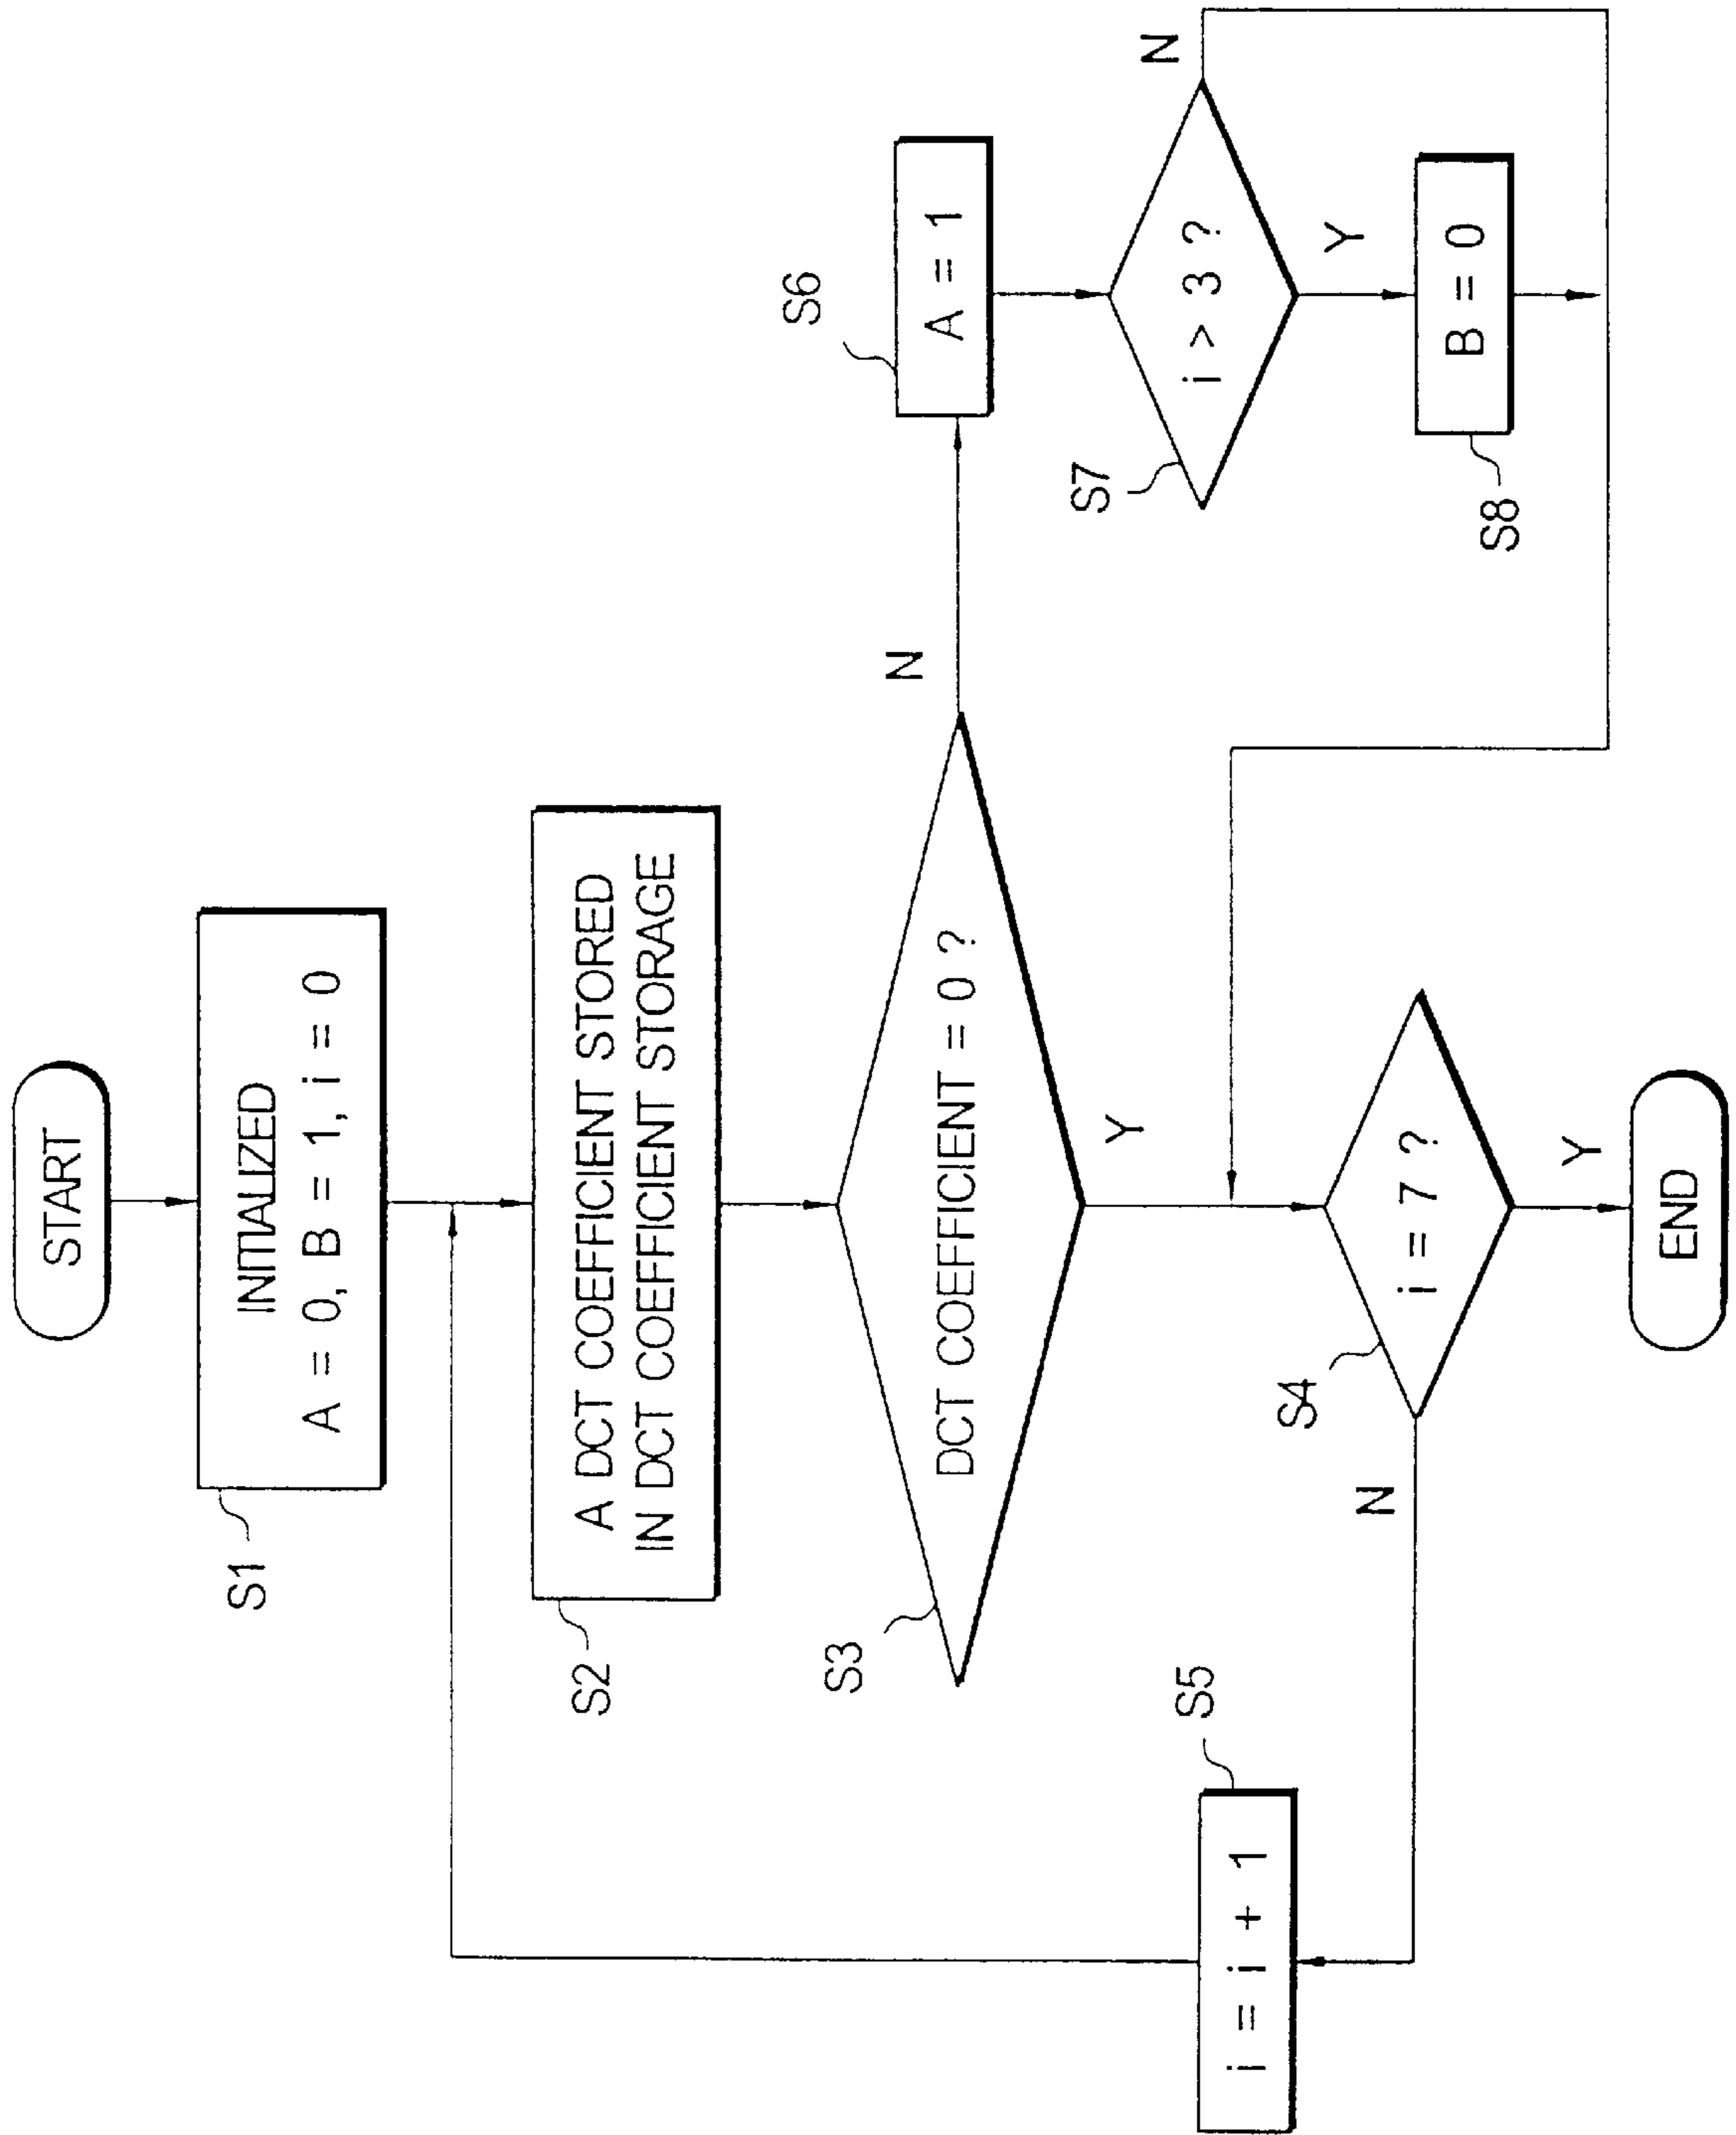 START
S1
INITIALIZED
A = 0, B = 1, i = 0
S2
A DCT COEFFICIENT STORED
IN DCT COEFFICIENT STORAGE
S3
DCT COEFFICIENT = 0 ?
N
Y
S6
A = 1
S7
i > 3 ?
N
Y
S8
B = 0
S4
i = 7 ?
N
Y
S5
i = i + 1
END